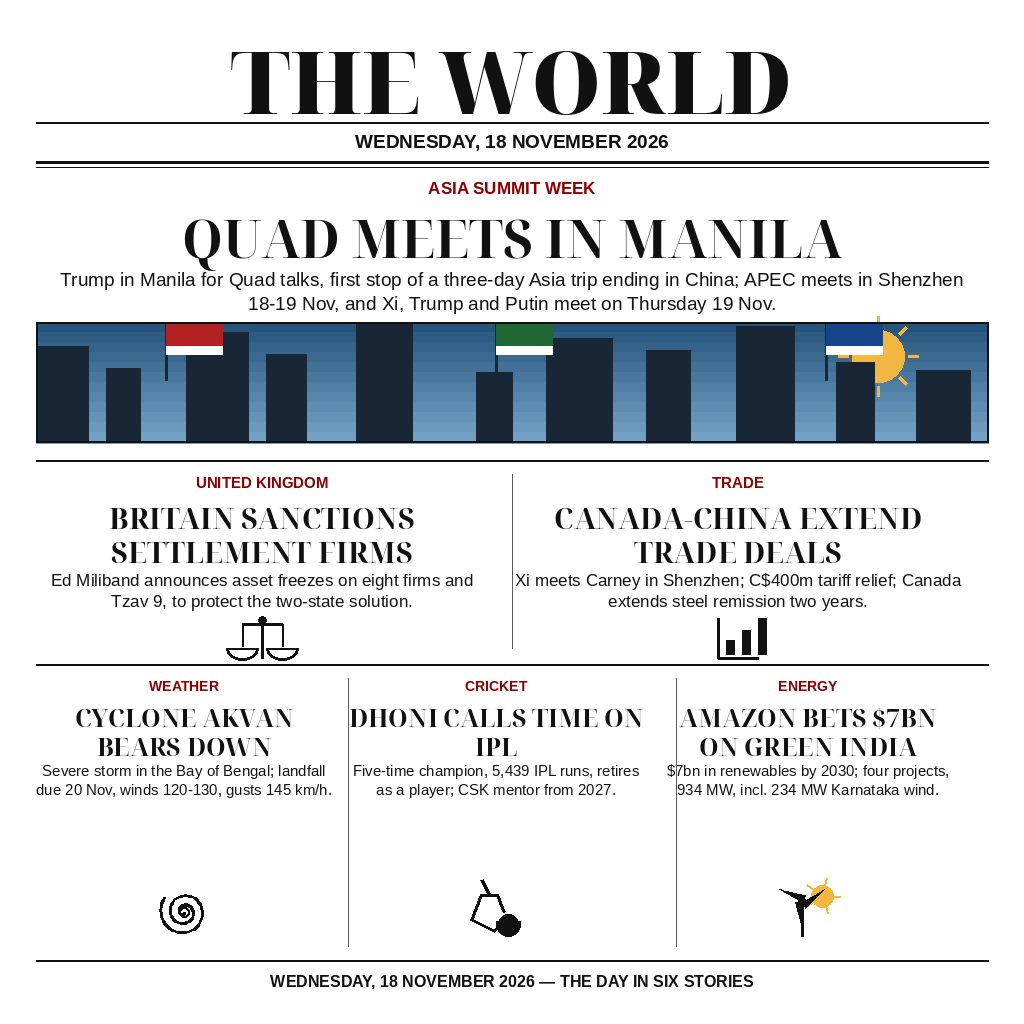 THE WORLD
WEDNESDAY, 18 NOVEMBER 2026
ASIA SUMMIT WEEK
QUAD MEETS IN MANILA
Trump in Manila for Quad talks, first stop of a three-day Asia trip ending in China; APEC meets in Shenzhen
18-19 Nov, and Xi, Trump and Putin meet on Thursday 19 Nov.
UNITED KINGDOM
BRITAIN SANCTIONS
SETTLEMENT FIRMS
Ed Miliband announces asset freezes on eight firms and
Tzav 9, to protect the two-state solution.
TRADE
CANADA-CHINA EXTEND
TRADE DEALS
Xi meets Carney in Shenzhen; C$400m tariff relief; Canada
extends steel remission two years.
WEATHER
CYCLONE AKVAN
BEARS DOWN
Severe storm in the Bay of Bengal; landfall
due 20 Nov, winds 120-130, gusts 145 km/h.
CRICKET
DHONI CALLS TIME ON
IPL
Five-time champion, 5,439 IPL runs, retires
as a player; CSK mentor from 2027.
ENERGY
AMAZON BETS $7BN
ON GREEN INDIA
$7bn in renewables by 2030; four projects,
934 MW, incl. 234 MW Karnataka wind.
WEDNESDAY, 18 NOVEMBER 2026 — THE DAY IN SIX STORIES